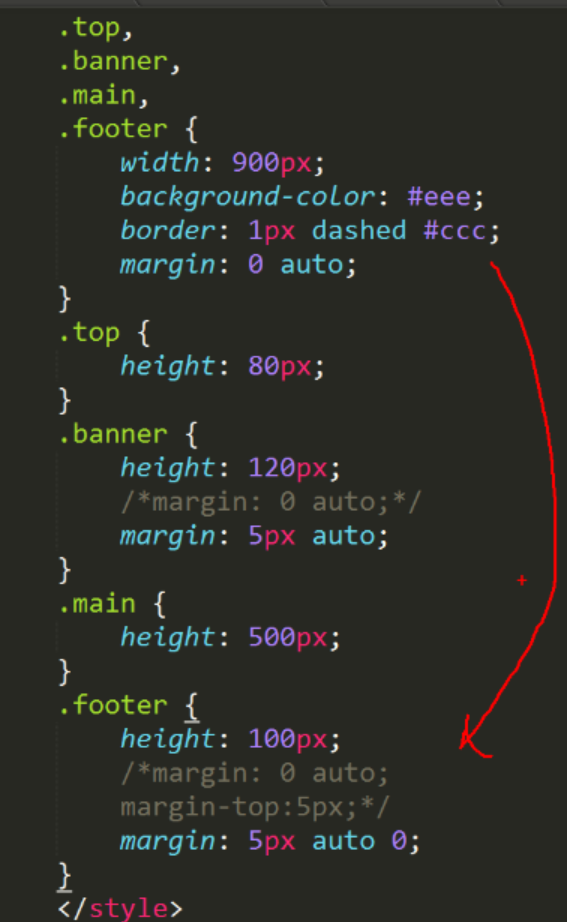 .top,
.banner,
.main,
.footer {
    width: 900px;
    background-color: #eee;
    border: 1px dashed #ccc;
    margin: 0 auto;
}
.top {
    height: 80px;
}
.banner {
    height: 120px;
    /*margin: 0 auto;*/
    margin: 5px auto;
}
.main {
    height: 500px;
}
.footer {
    height: 100px;
    /*margin: 0 auto;
    margin-top:5px;*/
    margin: 5px auto 0;
}
</style>